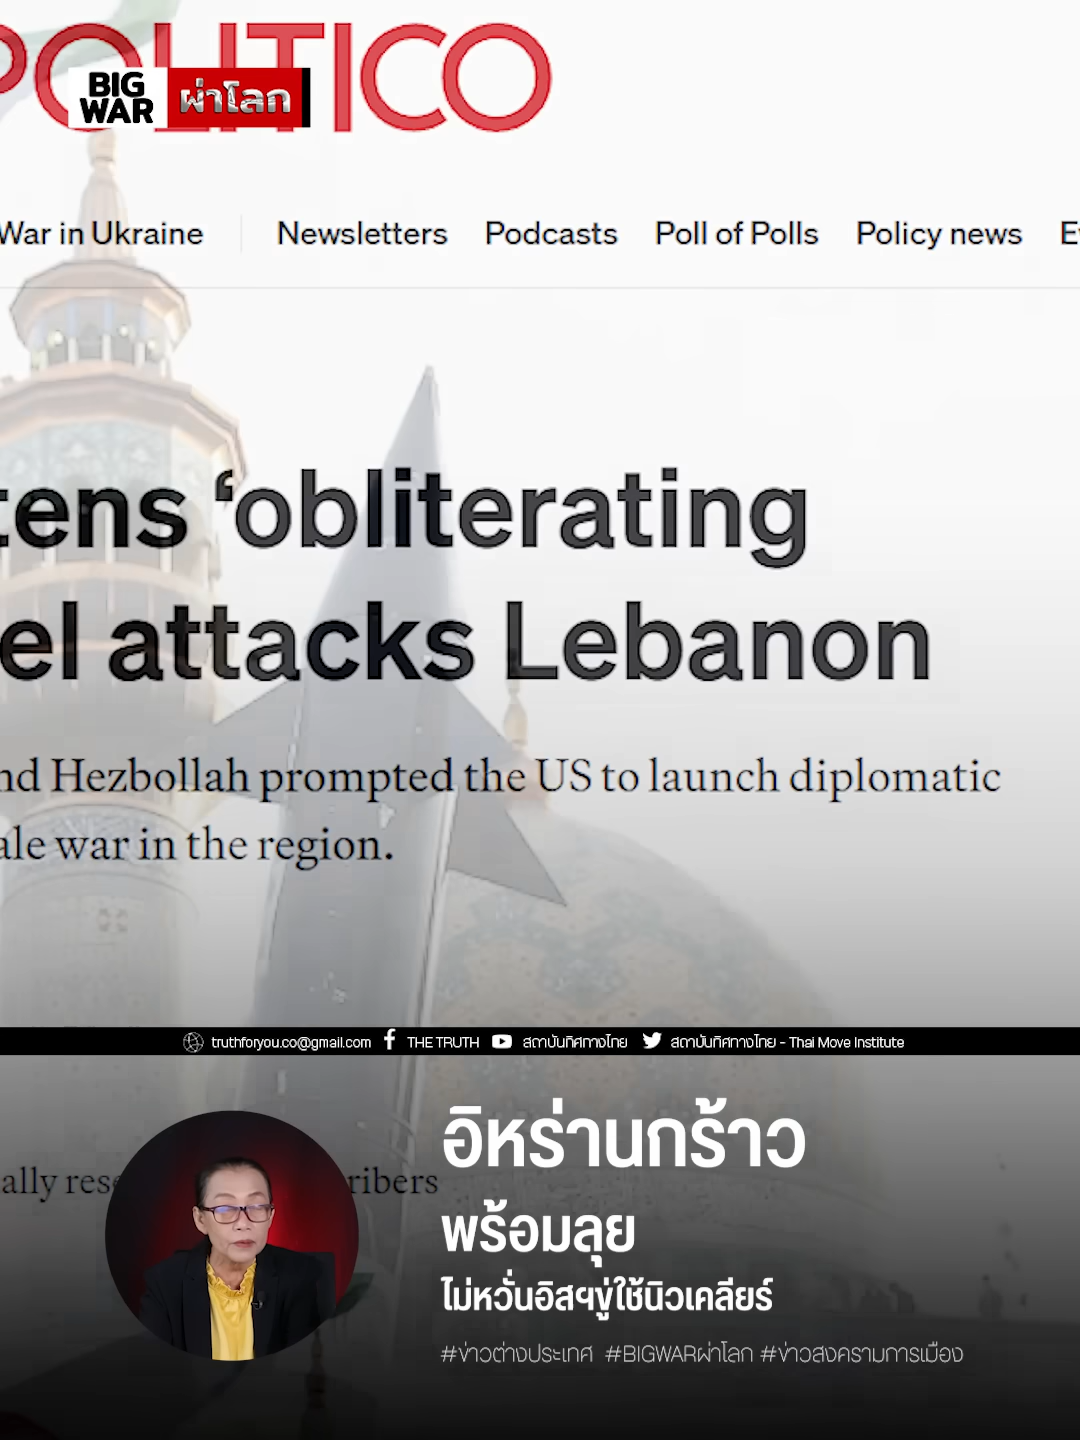 POLITICO
BIG
WAR
ผ่าโลก
War in Ukraine
Newsletters
Podcasts
Poll of Polls
Policy news
tens ‘obliterating
el attacks Lebanon
nd Hezbollah prompted the US to launch diplomatic
ale war in the region.
truthforyou.co@gmail.com THE TRUTH สถาบันทิศทางไทย สถาบันทิศทางไทย - Thai Move Institute
อิหร่านกร้าว
ally res
ribers
พร้อมลุย
ไม่หวั่นอิสฯขู่ใช้นิวเคลียร์
#ข่าวต่างประเทศ #BIGWARผ่าโลก #ข่าวสงครามการเมือง